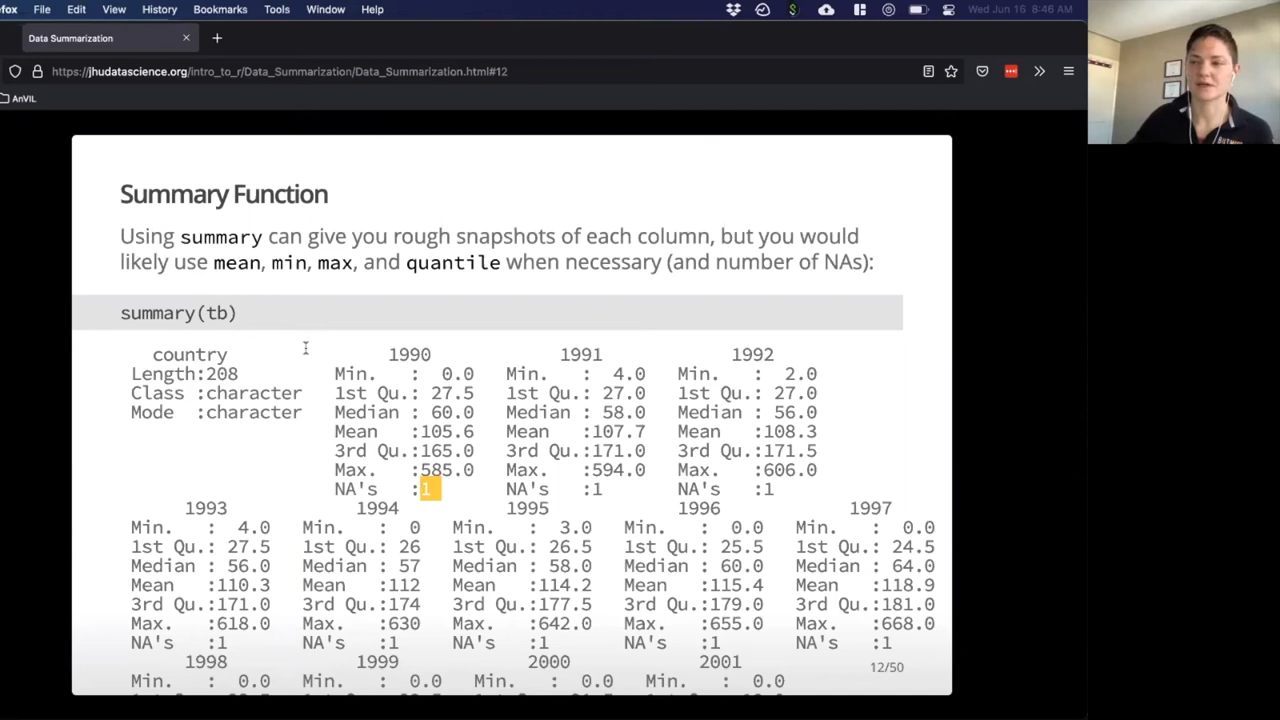 efox File Edit View History Bookmarks Tools Window Help Wed Jun 16 8:46 AM
Data Summarization
https://jhudatascience.org/intro_to_r/Data_Summarization/Data_Summarization.html#12
AnVIL
Summary Function
Using summary can give you rough snapshots of each column, but you would
likely use mean, min, max, and quantile when necessary (and number of NAs):
summary(tb)
country 1990 1991 1992
Length:208 Min. : 0.0 Min. : 4.0 Min. : 2.0
Class :character 1st Qu.: 27.5 1st Qu.: 27.0 1st Qu.: 27.0
Mode :character Median : 60.0 Median : 58.0 Median : 56.0
Mean :105.6 Mean :107.7 Mean :108.3
3rd Qu.:165.0 3rd Qu.:171.0 3rd Qu.:171.5
Max. :585.0 Max. :594.0 Max. :606.0
NA's :1 NA's :1 NA's :1
1993 1994 1995 1996 1997
Min. : 4.0 Min. : 0 Min. : 3.0 Min. : 0.0 Min. : 0.0
1st Qu.: 27.5 1st Qu.: 26 1st Qu.: 26.5 1st Qu.: 25.5 1st Qu.: 24.5
Median : 56.0 Median : 57 Median : 58.0 Median : 60.0 Median : 64.0
Mean :110.3 Mean :112 Mean :114.2 Mean :115.4 Mean :118.9
3rd Qu.:171.0 3rd Qu.:174 3rd Qu.:177.5 3rd Qu.:179.0 3rd Qu.:181.0
Max. :618.0 Max. :630 Max. :642.0 Max. :655.0 Max. :668.0
NA's :1 NA's :1 NA's :1 NA's :1 NA's :1
1998 1999 2000 2001
12/50
Min. : 0.0 Min. : 0.0 Min. : 0.0 Min. : 0.0